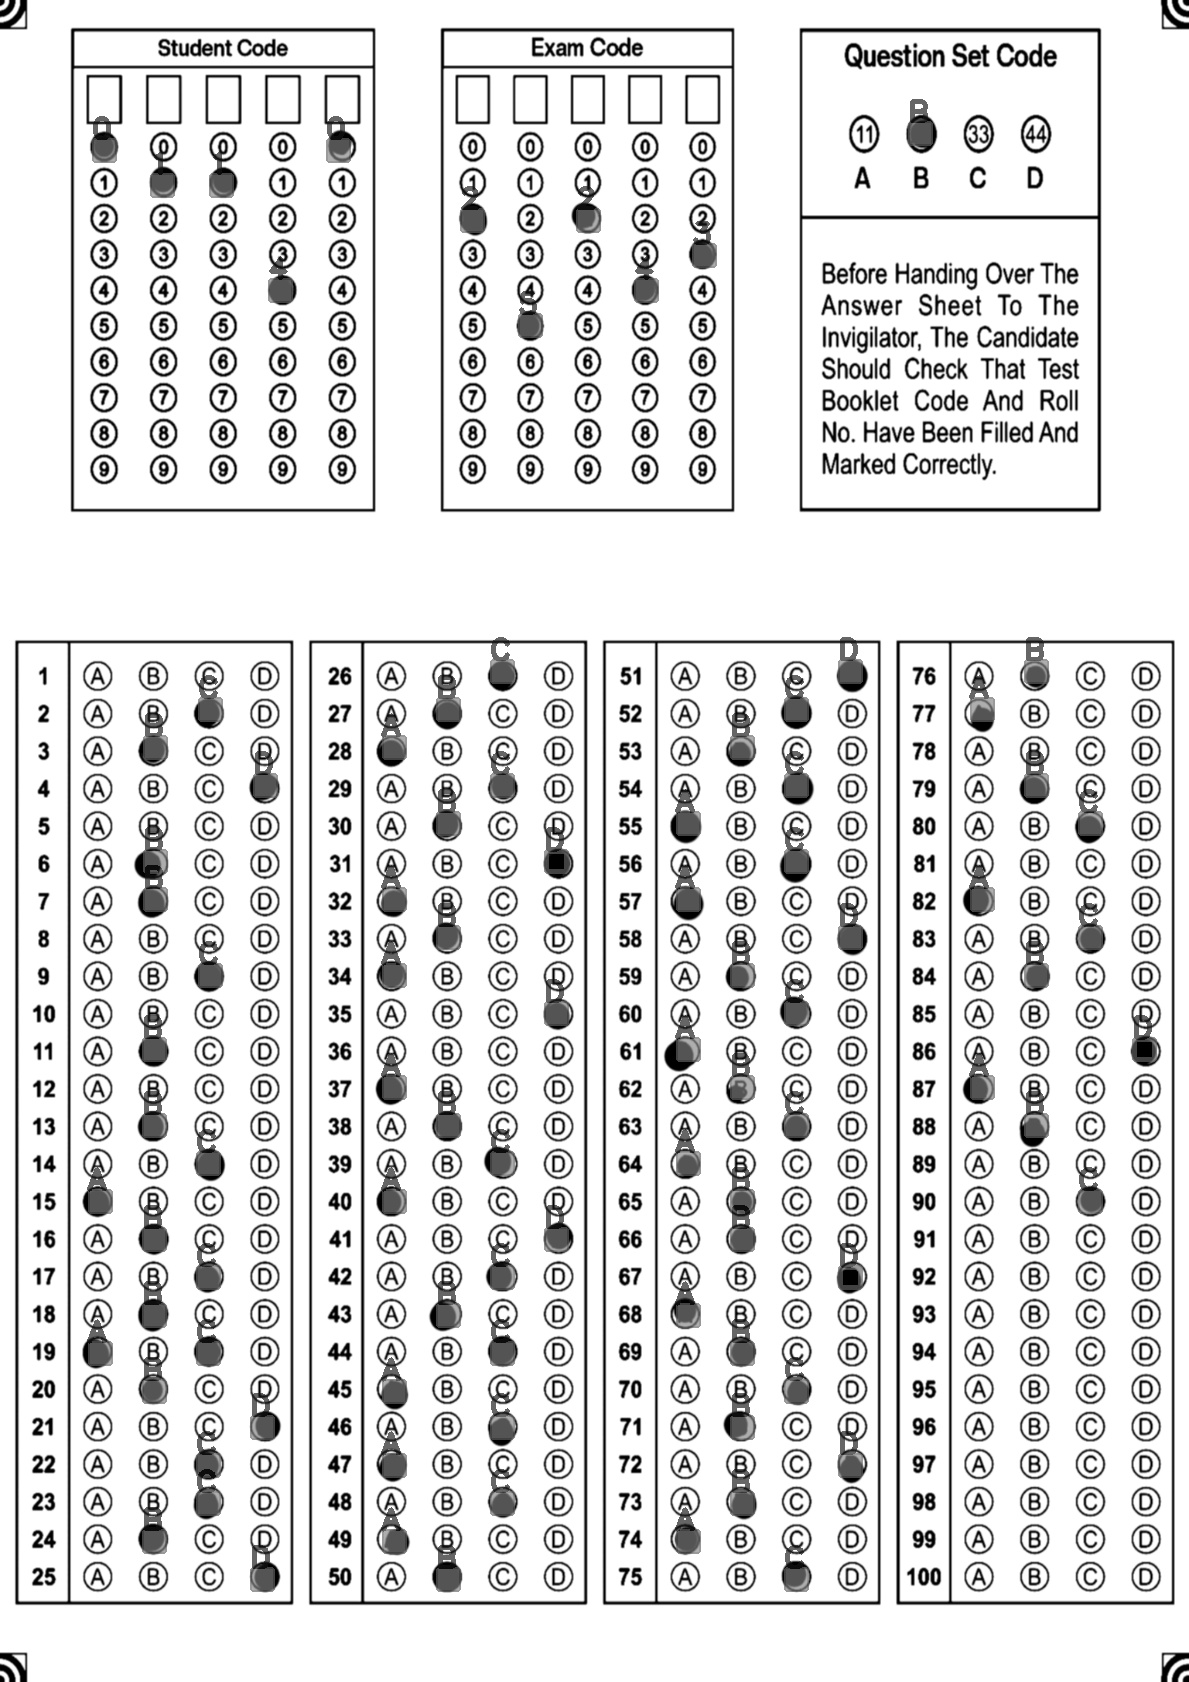 Student Code
0 0 0 0 0
1 1 1 1 1
2 2 2 2 2
3 3 3 3 3
4 4 4 4 4
5 5 5 5 5
6 6 6 6 6
7 7 7 7 7
8 8 8 8 8
9 9 9 9 9
Exam Code
0 0 0 0 0
1 1 1 1 1
2 2 2 2 2
3 3 3 3 3
4 4 4 4 4
5 5 5 5 5
6 6 6 6 6
7 7 7 7 7
8 8 8 8 8
9 9 9 9 9
Question Set Code
11 B 33 44
A B C D
Before Handing Over The
Answer Sheet To The
Invigilator, The Candidate
Should Check That Test
Booklet Code And Roll
No. Have Been Filled And
Marked Correctly.
1 A B C D
2 A B C D
3 A B C D
4 A B C D
5 A B C D
6 A B C D
7 A B C D
8 A B C D
9 A B C D
10 A B C D
11 A B C D
12 A B C D
13 A B C D
14 A B C D
15 A B C D
16 A B C D
17 A B C D
18 A B C D
19 A B C D
20 A B C D
21 A B C D
22 A B C D
23 A B C D
24 A B C D
25 A B C D
26 A B C D
27 A B C D
28 A B C D
29 A B C D
30 A B C D
31 A B C D
32 A B C D
33 A B C D
34 A B C D
35 A B C D
36 A B C D
37 A B C D
38 A B C D
39 A B C D
40 A B C D
41 A B C D
42 A B C D
43 A B C D
44 A B C D
45 A B C D
46 A B C D
47 A B C D
48 A B C D
49 A B C D
50 A B C D
51 A B C D
52 A B C D
53 A B C D
54 A B C D
55 A B C D
56 A B C D
57 A B C D
58 A B C D
59 A B C D
60 A B C D
61 A B C D
62 A B C D
63 A B C D
64 A B C D
65 A B C D
66 A B C D
67 A B C D
68 A B C D
69 A B C D
70 A B C D
71 A B C D
72 A B C D
73 A B C D
74 A B C D
75 A B C D
76 A B C D
77 A B C D
78 A B C D
79 A B C D
80 A B C D
81 A B C D
82 A B C D
83 A B C D
84 A B C D
85 A B C D
86 A B C D
87 A B C D
88 A B C D
89 A B C D
90 A B C D
91 A B C D
92 A B C D
93 A B C D
94 A B C D
95 A B C D
96 A B C D
97 A B C D
98 A B C D
99 A B C D
100 A B C D